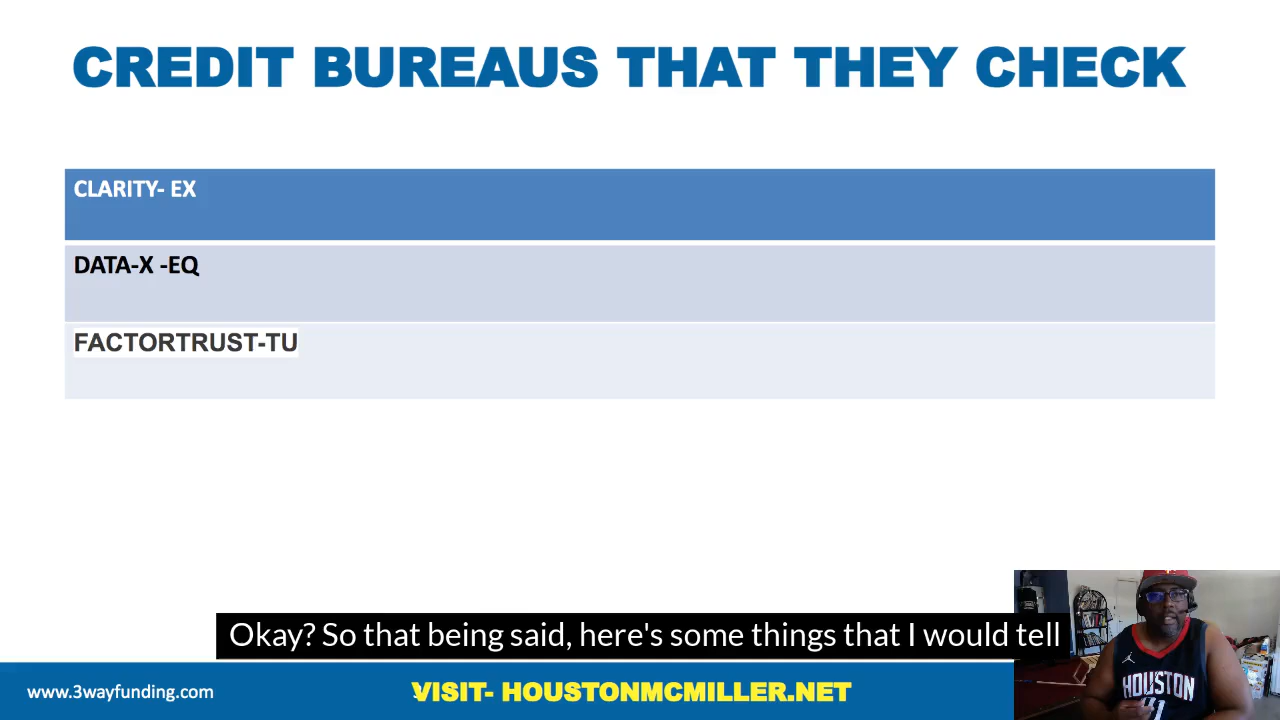 CREDIT BUREAUS THAT THEY CHECK
CLARITY- EX
DATA-X -EQ
FACTORTRUST-TU
Okay? So that being said, here's some things that I would tell
www.3wayfunding.com
VISIT- HOUSTONMCMILLER.NET
HOUSTON